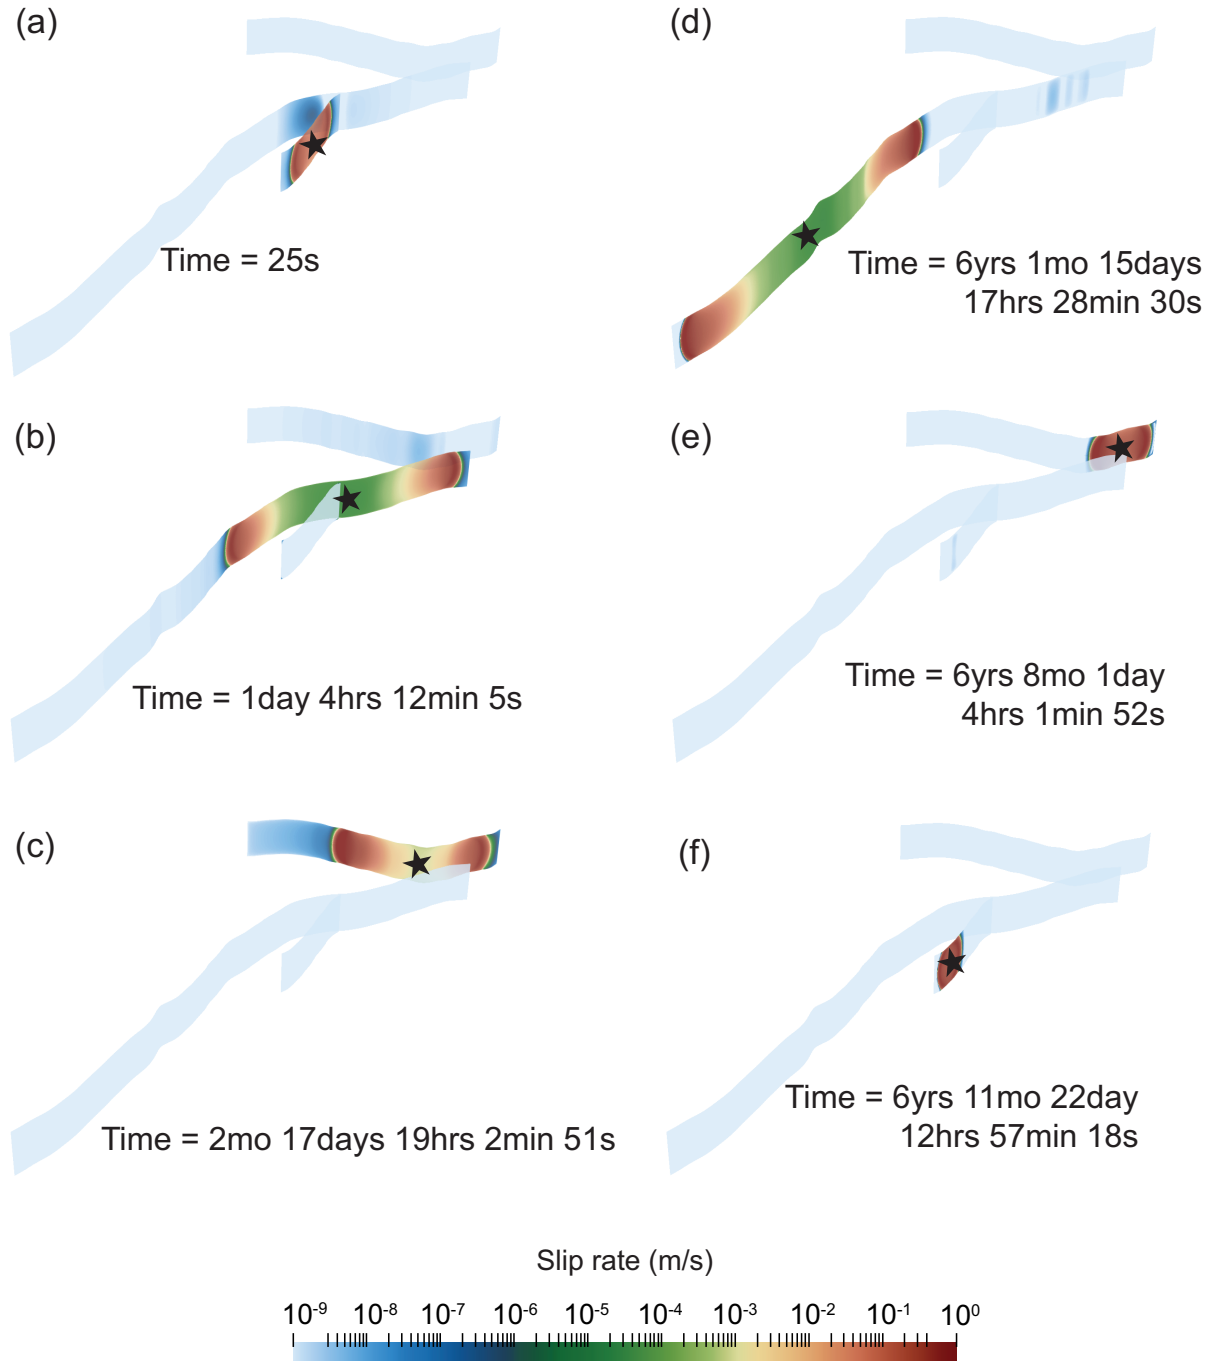 (a)
Time = 25s
(b)
Time = 1day 4hrs 12min 5s
(c)
Time = 2mo 17days 19hrs 2min 51s
(d)
Time = 6yrs 1mo 15days
17hrs 28min 30s
(e)
Time = 6yrs 8mo 1day
4hrs 1min 52s
(f)
Time = 6yrs 11mo 22day
12hrs 57min 18s
Slip rate (m/s)
10⁻⁹ 10⁻⁸ 10⁻⁷ 10⁻⁶ 10⁻⁵ 10⁻⁴ 10⁻³ 10⁻² 10⁻¹ 10⁰